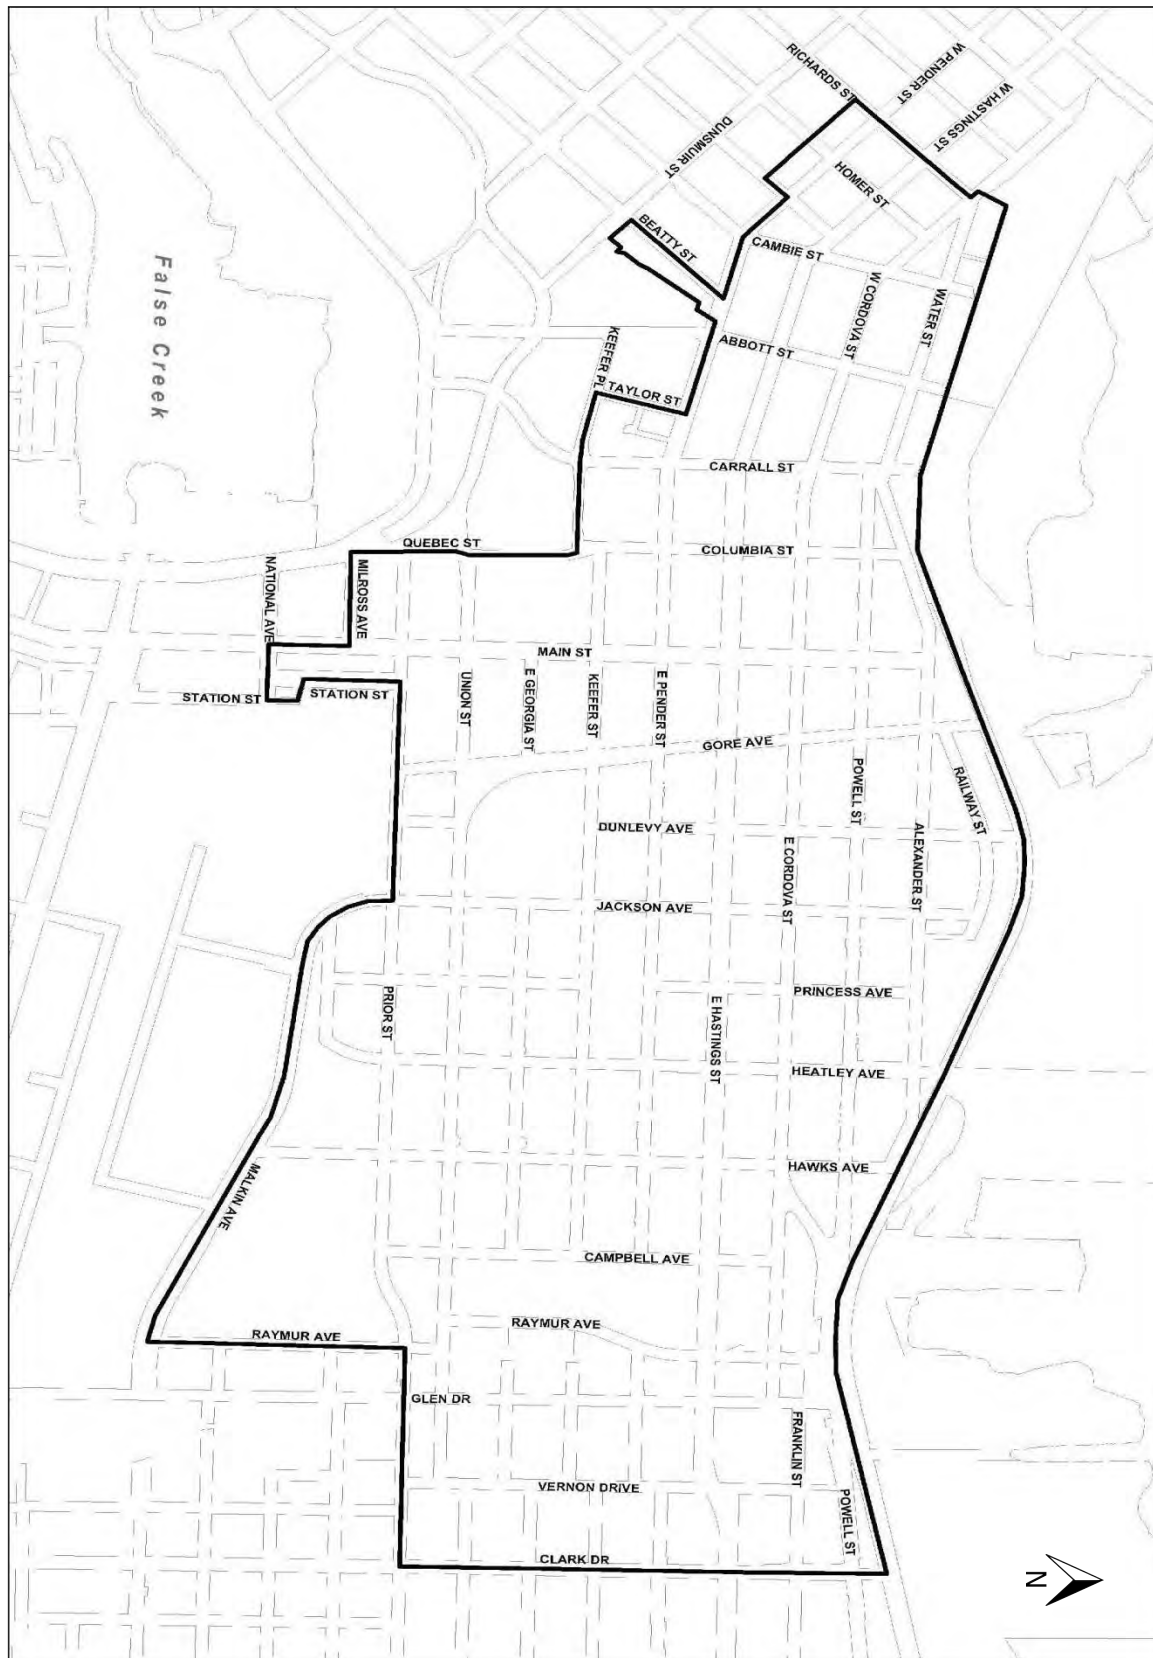 RICHARDS ST
W PENDER ST
W HASTINGS ST
DUNSMUIR ST
HOMER ST
BEATTY ST
CAMBIE ST
W CORDOVA ST
WATER ST
False Creek
ABBOTT ST
KEEFER PL
TAYLOR ST
CARRALL ST
QUEBEC ST
COLUMBIA ST
NATIONAL AVE
MILROSS AVE
MAIN ST
STATION ST
STATION ST
UNION ST
E GEORGIA ST
KEEFER ST
E PENDER ST
GORE AVE
POWELL ST
RAILWAY ST
DUNLEVY AVE
E CORDOVA ST
ALEXANDER ST
JACKSON AVE
PRIOR ST
PRINCESS AVE
E HASTINGS ST
HEATLEY AVE
MALKIN AVE
HAWKS AVE
CAMPBELL AVE
RAYMUR AVE
RAYMUR AVE
GLEN DR
FRANKLIN ST
VERNON DRIVE
POWELL ST
CLARK DR
N